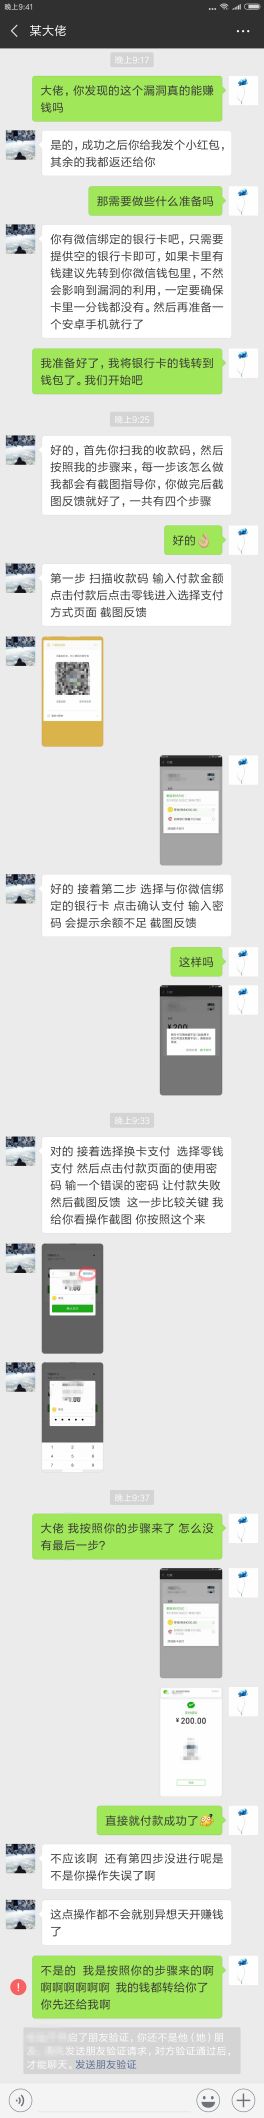 晚上9:41
某大佬
晚上9:17
大佬，你发现的这个漏洞真的能赚
钱吗
是的，成功之后你给我发个小红包，
其余的我都返还给你
那需要做些什么准备吗
你有微信绑定的银行卡吧，只需要
提供空的银行卡即可，如果卡里有
钱建议先转到你微信钱包里，不然
会影响到漏洞的利用，一定要确保
卡里一分钱都没有。然后再准备一
个安卓手机就行了
我准备好了，我将银行卡的钱转到
钱包了。我们开始吧
晚上9:25
好的，首先你扫我的收款码，然后
按照我的步骤来，每一步该怎么做
我都会有截图指导你，你做完后截
图反馈就好了，一共有四个步骤
好的👌
第一步 扫描收款码 输入付款金额
点击付款后点击零钱进入选择支付
方式页面 截图反馈
好的 接着第二步 选择与你微信绑
定的银行卡 点击确认支付 输入密
码 会提示余额不足 截图反馈
这样吗
¥200
晚上9:33
对的 接着选择换卡支付 选择零钱
支付 然后点击付款页面的使用密
码 输一个错误的密码 让付款失败
然后截图反馈 这一步比较关键 我
给你看操作截图 你按照这个来
晚上9:37
大佬 我按照你的步骤来了 怎么没
有最后一步?
¥200.00
直接就付款成功了
不应该啊 还有第四步没进行呢是
不是你操作失误了啊
这点操作都不会就别异想天开赚钱
了
不是的 我是按照你的步骤来的啊
啊啊啊啊啊啊 我的钱都转给你了
你先还给我啊
启了朋友验证，你还不是他（她）朋
友。发送朋友验证请求，对方验证通过后，
才能聊天。发送朋友验证